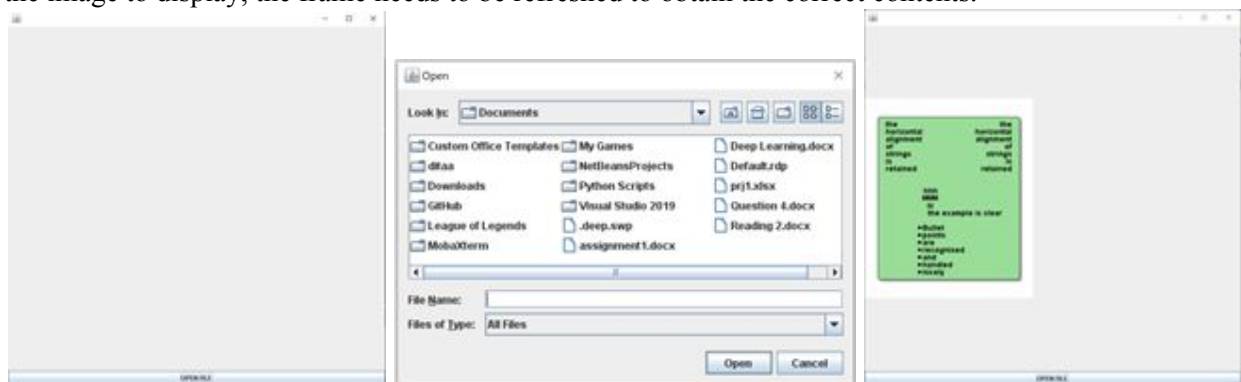 the image to display, the frame needs to be refreshed to obtain the correct contents.
OPEN FILE
Open
Look In: Documents
Custom Office Templates My Games Deep Learning.docx
ditaa NetBeansProjects Default.rdp
Downloads Python Scripts prj1.xlsx
GitHub Visual Studio 2019 Question 4.docx
League of Legends .deep.swp Reading 2.docx
MobaXterm assignment1.docx
File Name:
Files of Type: All Files
Open Cancel
the the
horizontal horizontal
alignment alignment
of of
strings strings
is is
retained retained
is
the example is clear
•Bullet
•points
•are
•recognized
•and
•handled
•nicely
OPEN FILE